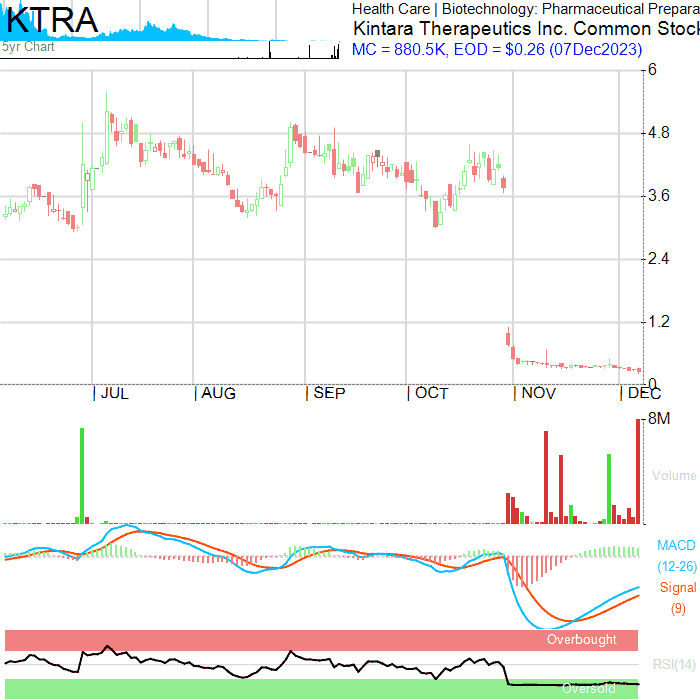 KTRA
Health Care | Biotechnology: Pharmaceutical Prepara
Kintara Therapeutics Inc. Common Stock
MC = 880.5K, EOD = $0.26 (07Dec2023)
5yr Chart
6
4.8
3.6
2.4
1.2
0
| JUL | AUG | SEP | OCT | NOV | DEC
8M
Volume
MACD
(12-26)
Signal
(9)
Overbought
RSI(14)
Oversold